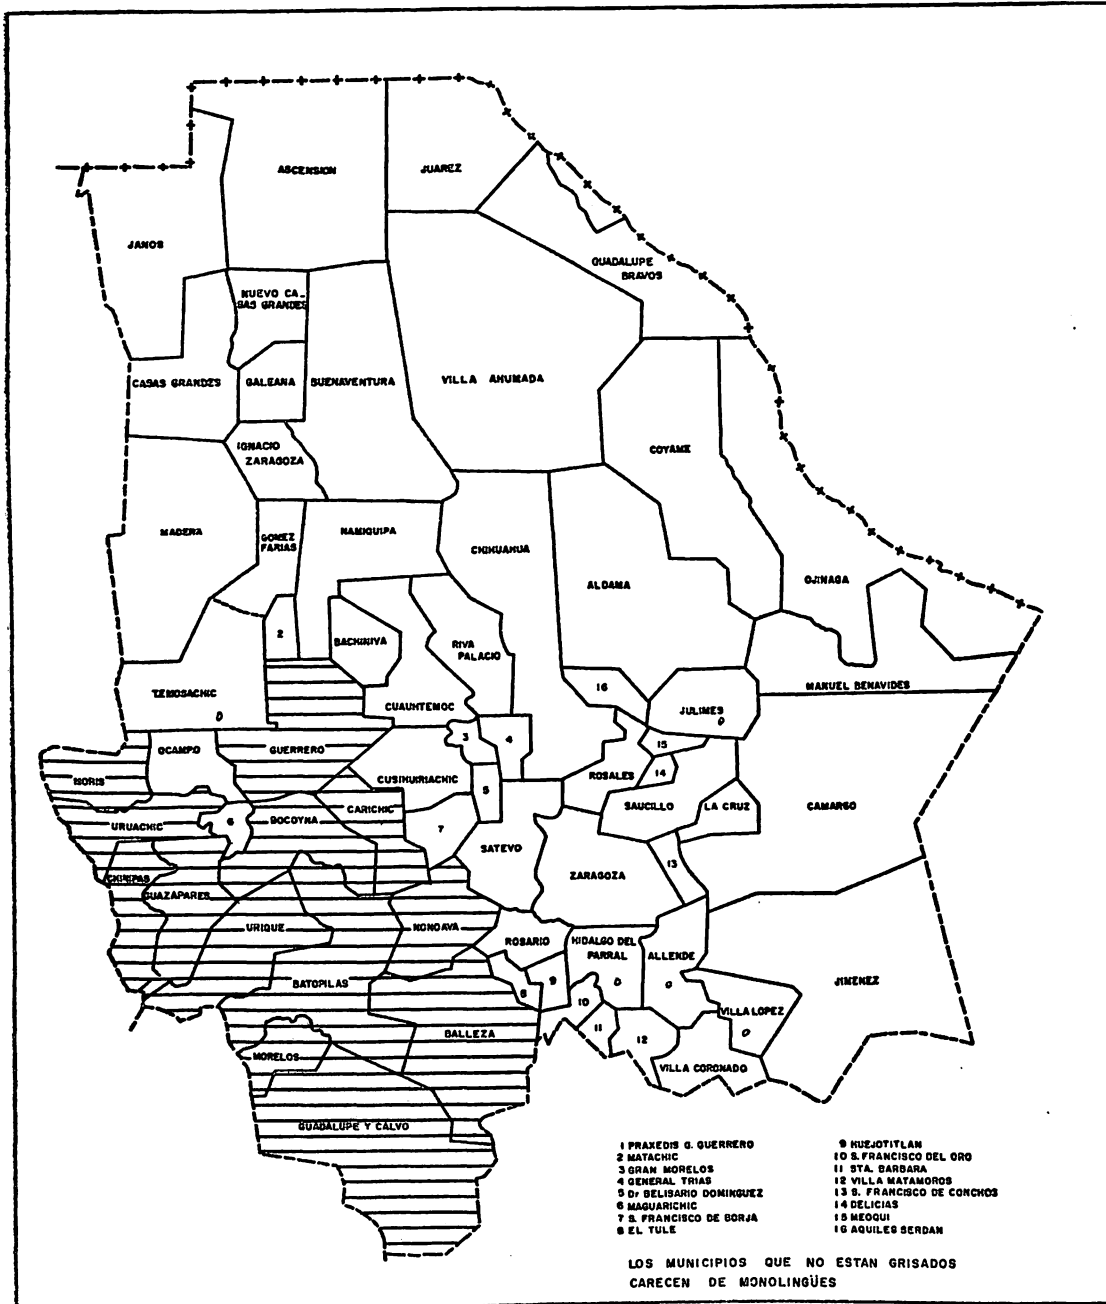 ASCENSION
JUAREZ
JANOS
GUADALUPE
BRAVOS
NUEVO CA_
SAS GRANDES
CASAS GRANDES
GALEANA
BUENAVENTURA
VILLA AHUMADA
IGNACIO
ZARAGOZA
COYAME
MADERA
GOMEZ
FARIAS
NAMIQUIPA
CHIHUAHUA
ALDAMA
OJINAGA
2
BACHINIVA
RIVA
PALACIO
TEMOSACHIC
16
MANUEL BENAVIDES
CUAUHTEMOC
JULIMES
OCAMPO
GUERRERO
3
4
15
MORIS
CUSIHUIRIACHIC
5
ROSALES
14
CARICHIC
SAUCILLO
LA CRUZ
CAMARGO
URUACHIC
6
BOCOYNA
7
SATEVO
13
ZARAGOZA
CHINIPAS
GUAZAPARES
URIQUE
NONOAVA
ROSARIO
HIDALGO DEL
PARRAL
ALLENDE
BATOPILAS
8
9
10
JIMENEZ
VILLA LOPEZ
BALLEZA
11
12
MORELOS
VILLA CORONADO
GUADALUPE Y CALVO
1 PRAXEDIS G. GUERRERO
2 MATACHIC
3 GRAN MORELOS
4 GENERAL TRIAS
5 Dr BELISARIO DOMINGUEZ
6 MAGUARICHIC
7 S. FRANCISCO DE BORJA
8 EL TULE
9 HUEJOTITLAN
10 S. FRANCISCO DEL ORO
11 STA. BARBARA
12 VILLA MATAMOROS
13 S. FRANCISCO DE CONCHOS
14 DELICIAS
15 MEOQUI
16 AQUILES SERDAN
LOS MUNICIPIOS QUE NO ESTAN GRISADOS
CARECEN DE MONOLINGÜES